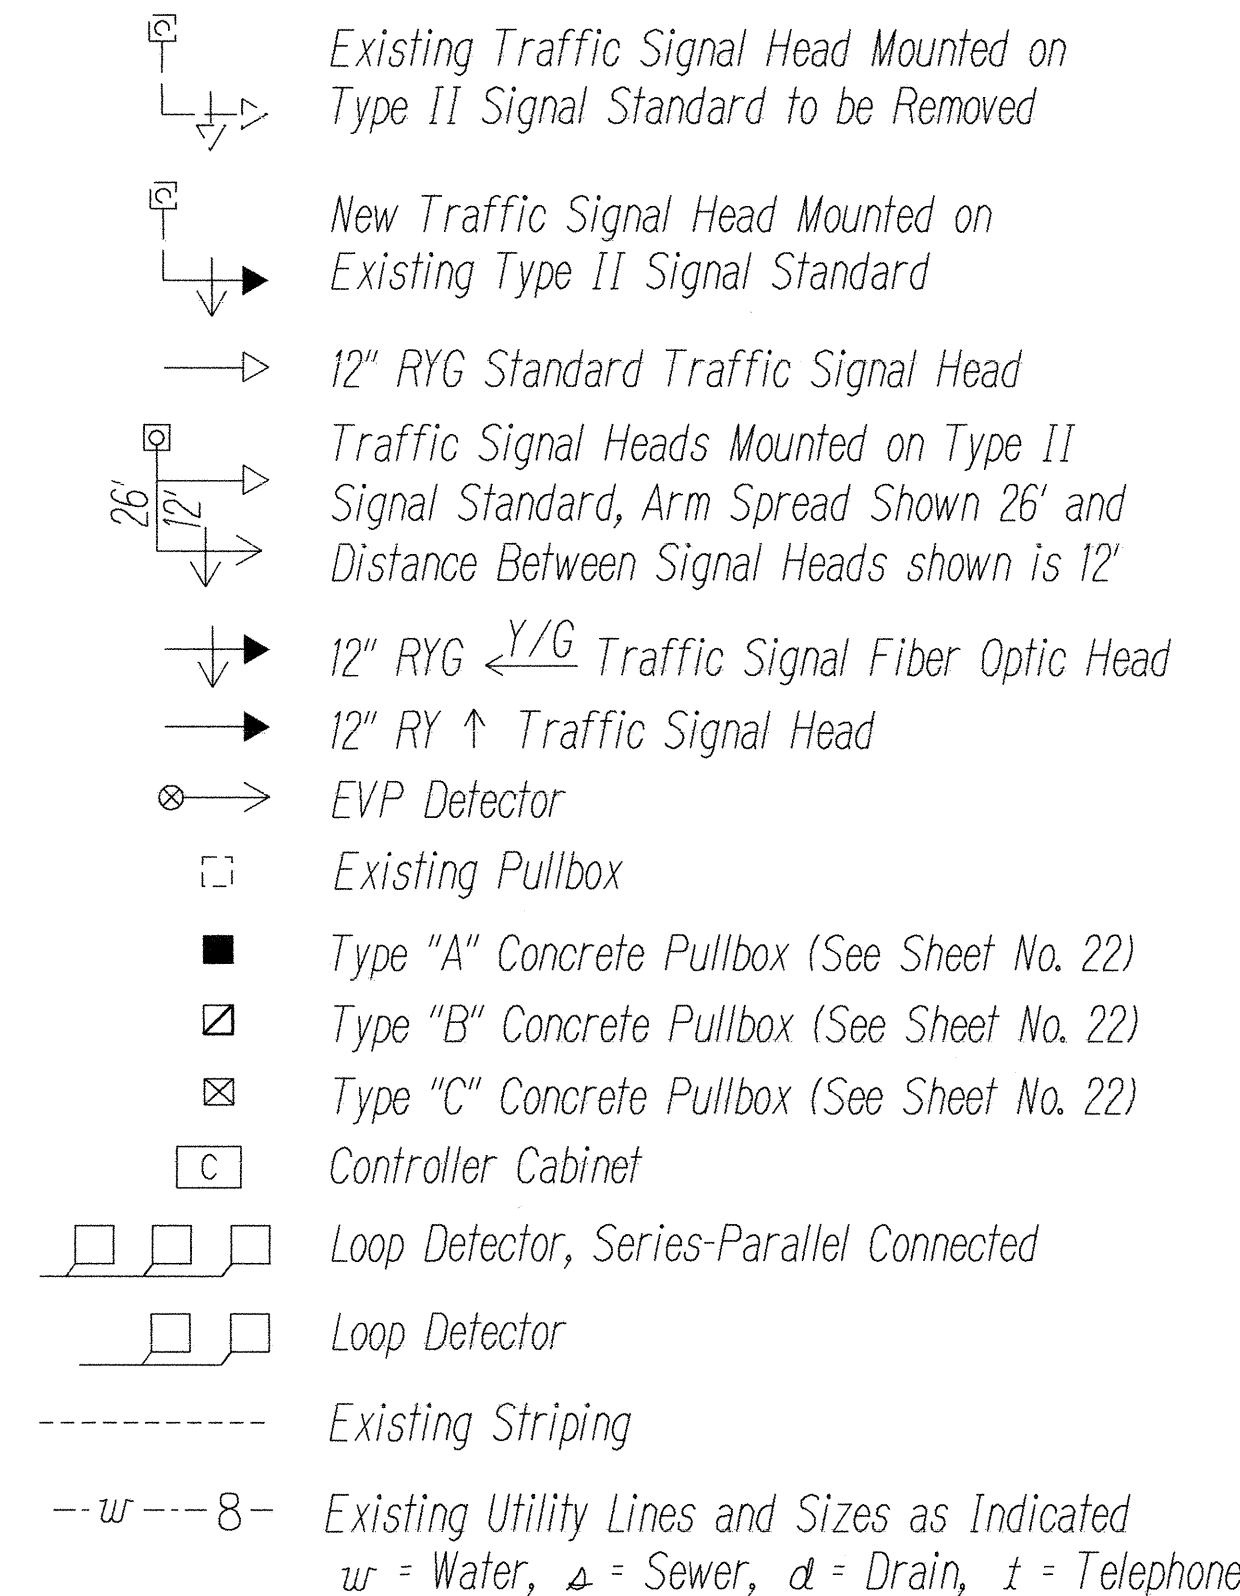 Existing Traffic Signal Head Mounted on
Type II Signal Standard to be Removed
New Traffic Signal Head Mounted on
Existing Type II Signal Standard
12" RYG Standard Traffic Signal Head
26'
12'
Traffic Signal Heads Mounted on Type II
Signal Standard, Arm Spread Shown 26' and
Distance Between Signal Heads shown is 12'
12" RYG ← Y/G Traffic Signal Fiber Optic Head
12" RY ↑ Traffic Signal Head
EVP Detector
Existing Pullbox
Type "A" Concrete Pullbox (See Sheet No. 22)
Type "B" Concrete Pullbox (See Sheet No. 22)
Type "C" Concrete Pullbox (See Sheet No. 22)
C Controller Cabinet
Loop Detector, Series-Parallel Connected
Loop Detector
Existing Striping
w 8 Existing Utility Lines and Sizes as Indicated
w = Water, s = Sewer, d = Drain, t = Telephone